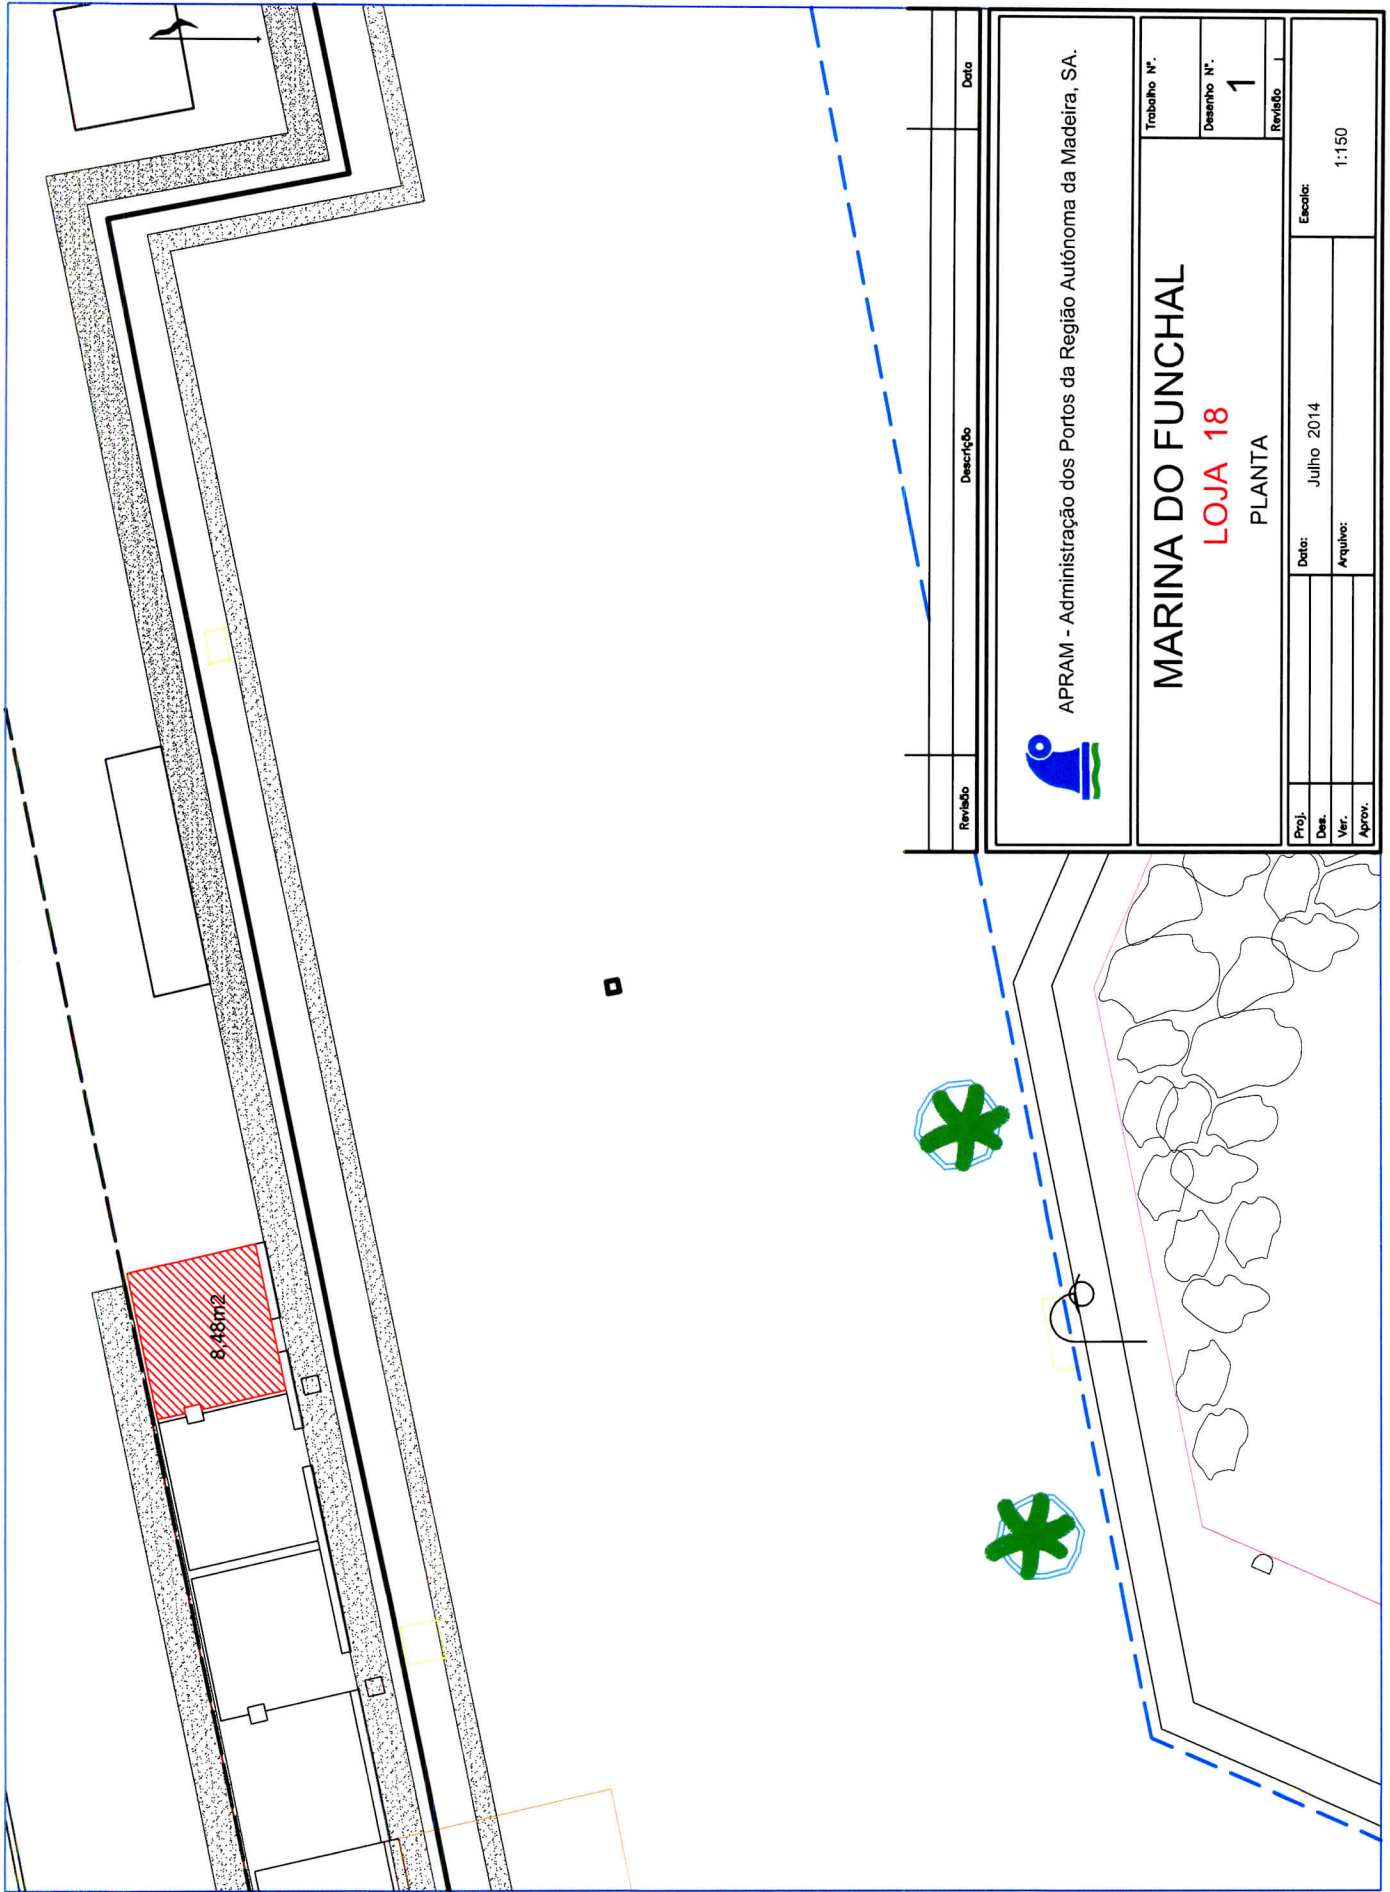 8,48m2
D
Revisão Descrição Data
APRAM - Administração dos Portos da Região Autónoma da Madeira, SA.
MARINA DO FUNCHAL
LOJA 18
PLANTA
Trabalho Nº.
Desenho Nº.
1
Revisão
Proj.
Des.
Ver.
Aprov.
Data:
Julho 2014
Arquivo:
Escala:
1:150